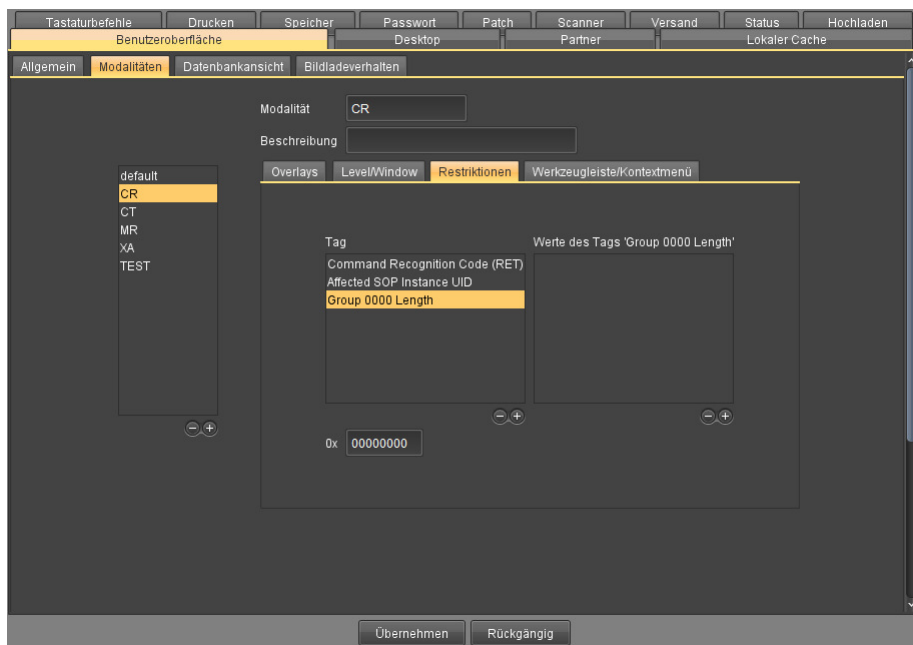 Tastaturbefehle Drucken Speicher Passwort Patch Scanner Versand Status Hochladen
Benutzeroberfläche Desktop Partner Lokaler Cache
Allgemein Modalitäten Datenbankansicht Bildladeverhalten
Modalität CR
Beschreibung
default
CR
CT
MR
XA
TEST
Overlays Level/Window Restriktionen Werkzeugleiste/Kontextmenü
Tag
Command Recognition Code (RET)
Affected SOP Instance UID
Group 0000 Length
Werte des Tags 'Group 0000 Length'
0x 00000000
Übernehmen Rückgängig